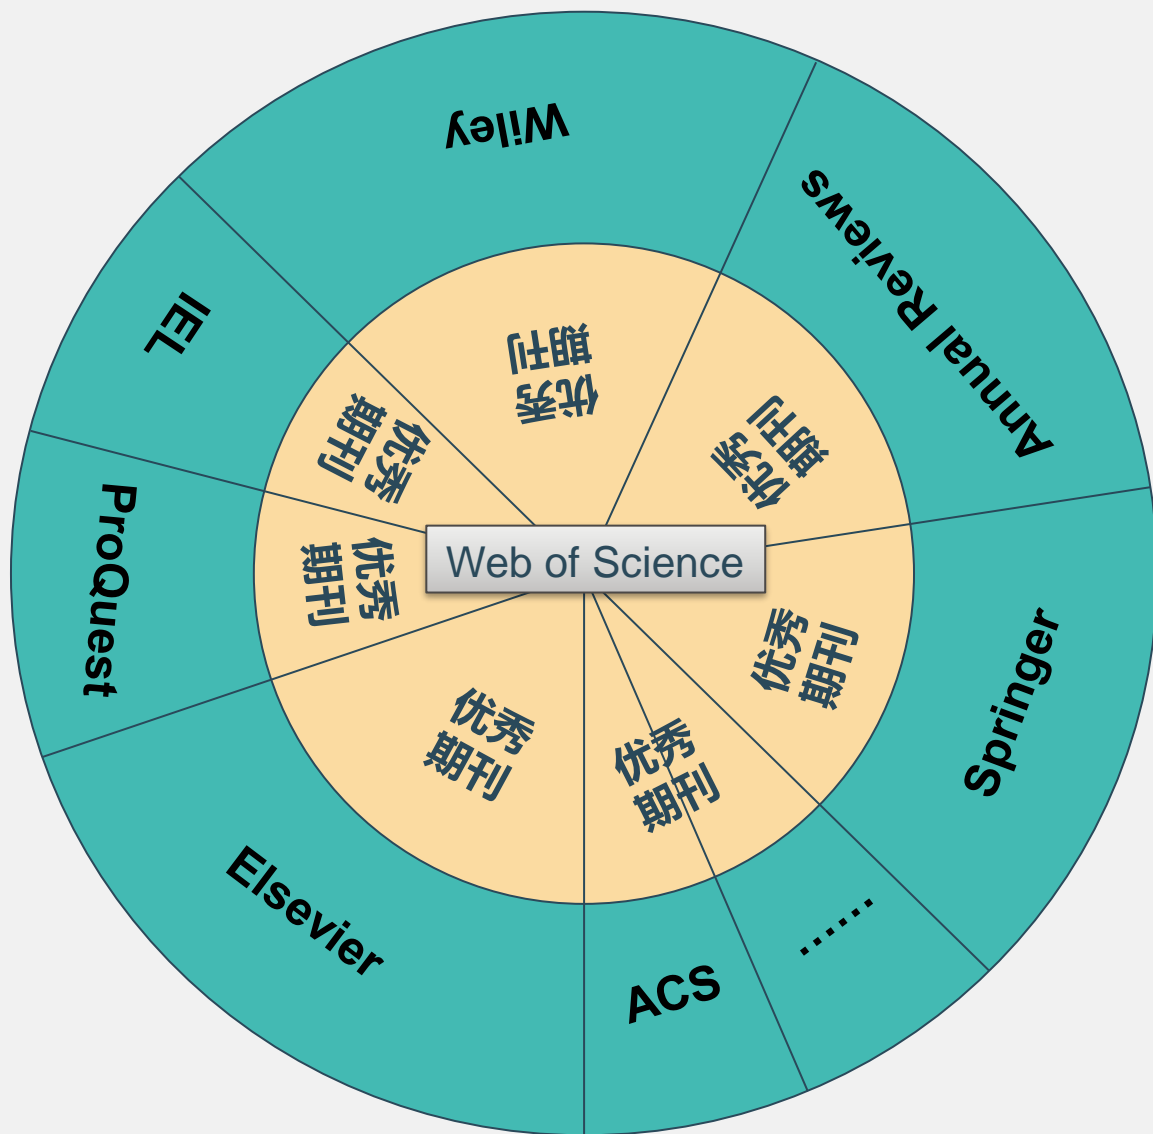 Wiley
Annual Reviews
IEL
优秀
期刊
优秀
期刊
优秀
期刊
Web of Science
ProQuest
优秀
期刊
优秀
期刊
Springer
优秀
期刊
优秀
期刊
Elsevier
ACS
······